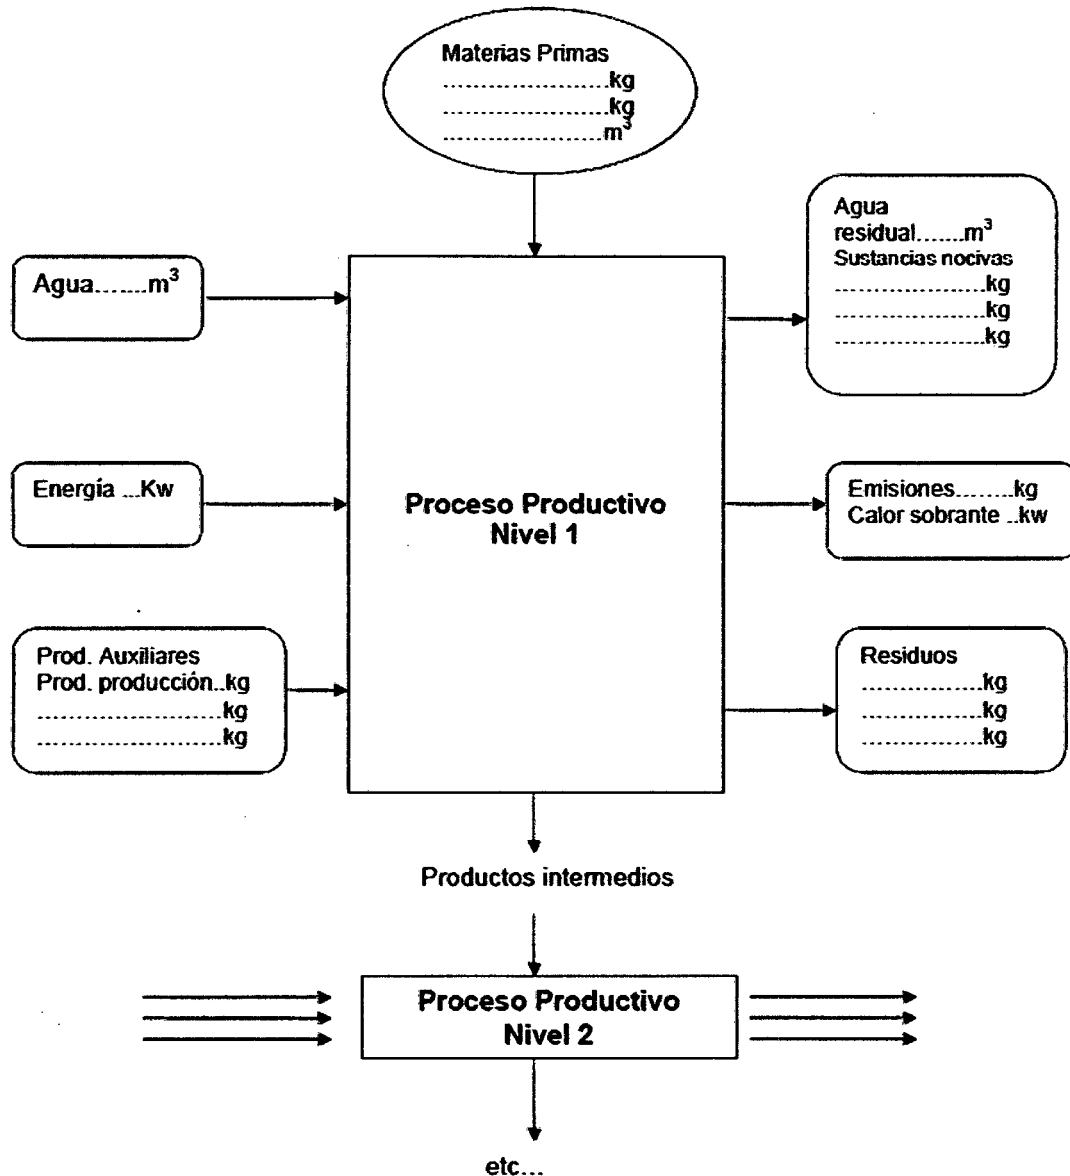 Materias Primas
......................kg
......................kg
......................m³
Agua
residual.......m³
Sustancias nocivas
....................kg
....................kg
....................kg
Agua.......m³
Energía ...Kw
Proceso Productivo
Nivel 1
Emisiones........kg
Calor sobrante ..kw
Prod. Auxiliares
Prod. producción..kg
.........................kg
.........................kg
Residuos
................kg
................kg
................kg
Productos intermedios
Proceso Productivo
Nivel 2
etc...